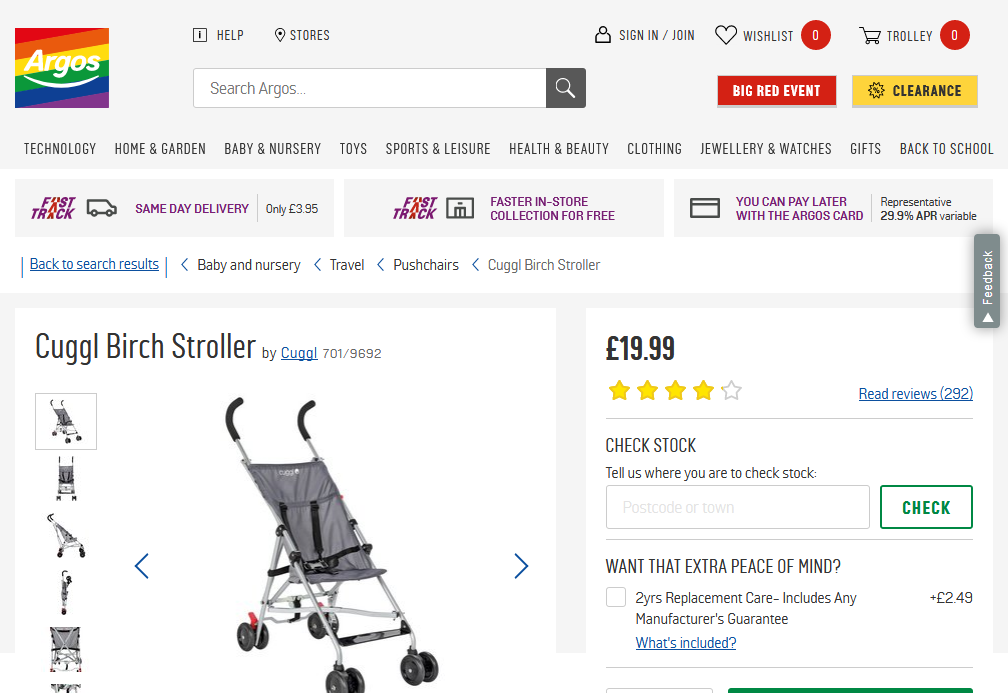 Argos
HELP
STORES
SIGN IN / JOIN
WISHLIST
0
TROLLEY
0
Search Argos...
BIG RED EVENT
CLEARANCE
TECHNOLOGY HOME & GARDEN BABY & NURSERY TOYS SPORTS & LEISURE HEALTH & BEAUTY CLOTHING JEWELLERY & WATCHES GIFTS BACK TO SCHOOL
FAST
TRACK
SAME DAY DELIVERY
Only £3.95
FAST
TRACK
FASTER IN-STORE
COLLECTION FOR FREE
YOU CAN PAY LATER
WITH THE ARGOS CARD
Representative
29.9% APR variable
Back to search results
Baby and nursery
Travel
Pushchairs
Cuggl Birch Stroller
Feedback
Cuggl Birch Stroller by Cuggl 701/9692
cuggl
£19.99
Read reviews (292)
CHECK STOCK
Tell us where you are to check stock:
Postcode or town
CHECK
WANT THAT EXTRA PEACE OF MIND?
2yrs Replacement Care- Includes Any
Manufacturer's Guarantee
+£2.49
What's included?